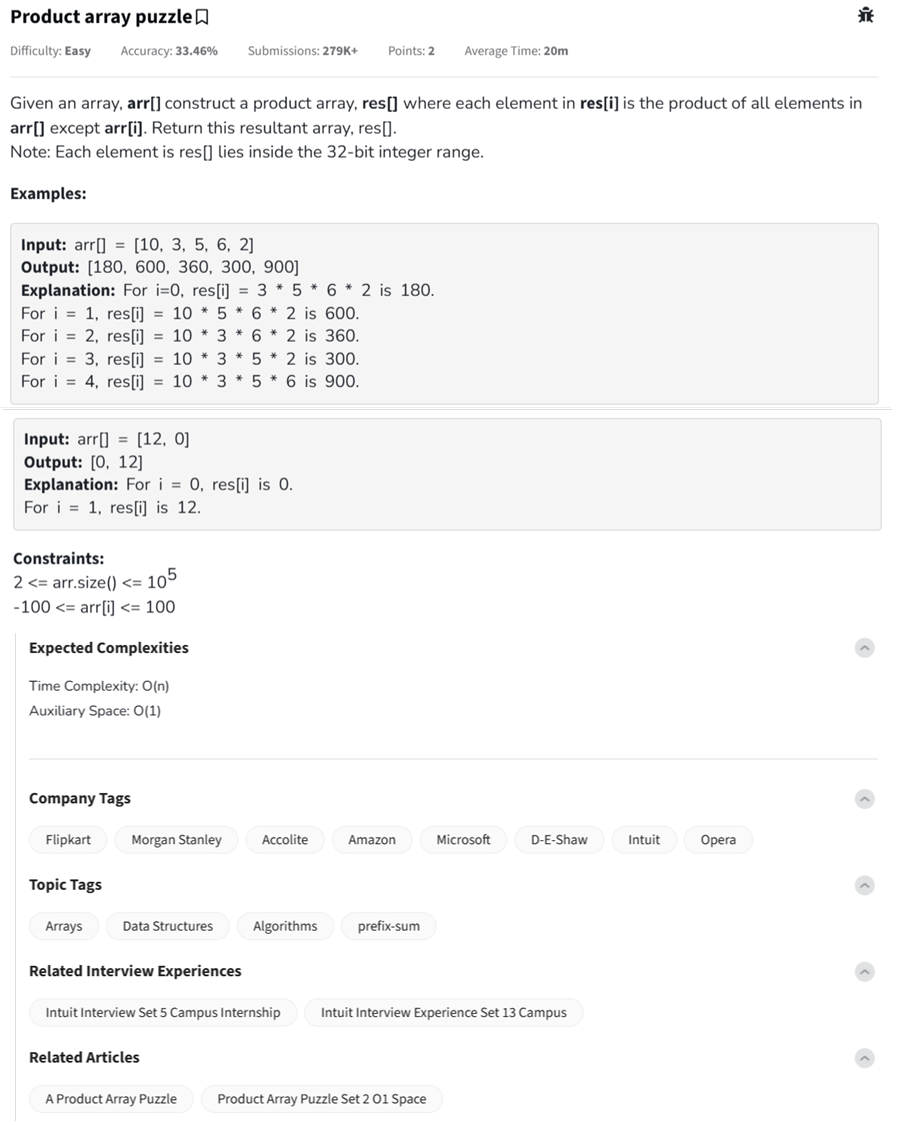 Product array puzzle
Difficulty: Easy Accuracy: 33.46% Submissions: 279K+ Points: 2 Average Time: 20m
Given an array, arr[] construct a product array, res[] where each element in res[i] is the product of all elements in
arr[] except arr[i]. Return this resultant array, res[].
Note: Each element is res[] lies inside the 32-bit integer range.
Examples:
Input: arr[] = [10, 3, 5, 6, 2]
Output: [180, 600, 360, 300, 900]
Explanation: For i=0, res[i] = 3 * 5 * 6 * 2 is 180.
For i = 1, res[i] = 10 * 5 * 6 * 2 is 600.
For i = 2, res[i] = 10 * 3 * 6 * 2 is 360.
For i = 3, res[i] = 10 * 3 * 5 * 2 is 300.
For i = 4, res[i] = 10 * 3 * 5 * 6 is 900.
Input: arr[] = [12, 0]
Output: [0, 12]
Explanation: For i = 0, res[i] is 0.
For i = 1, res[i] is 12.
Constraints:
2 <= arr.size() <= 10^5
-100 <= arr[i] <= 100
Expected Complexities
Time Complexity: O(n)
Auxiliary Space: O(1)
Company Tags
Flipkart Morgan Stanley Accolite Amazon Microsoft D-E-Shaw Intuit Opera
Topic Tags
Arrays Data Structures Algorithms prefix-sum
Related Interview Experiences
Intuit Interview Set 5 Campus Internship Intuit Interview Experience Set 13 Campus
Related Articles
A Product Array Puzzle Product Array Puzzle Set 2 O1 Space